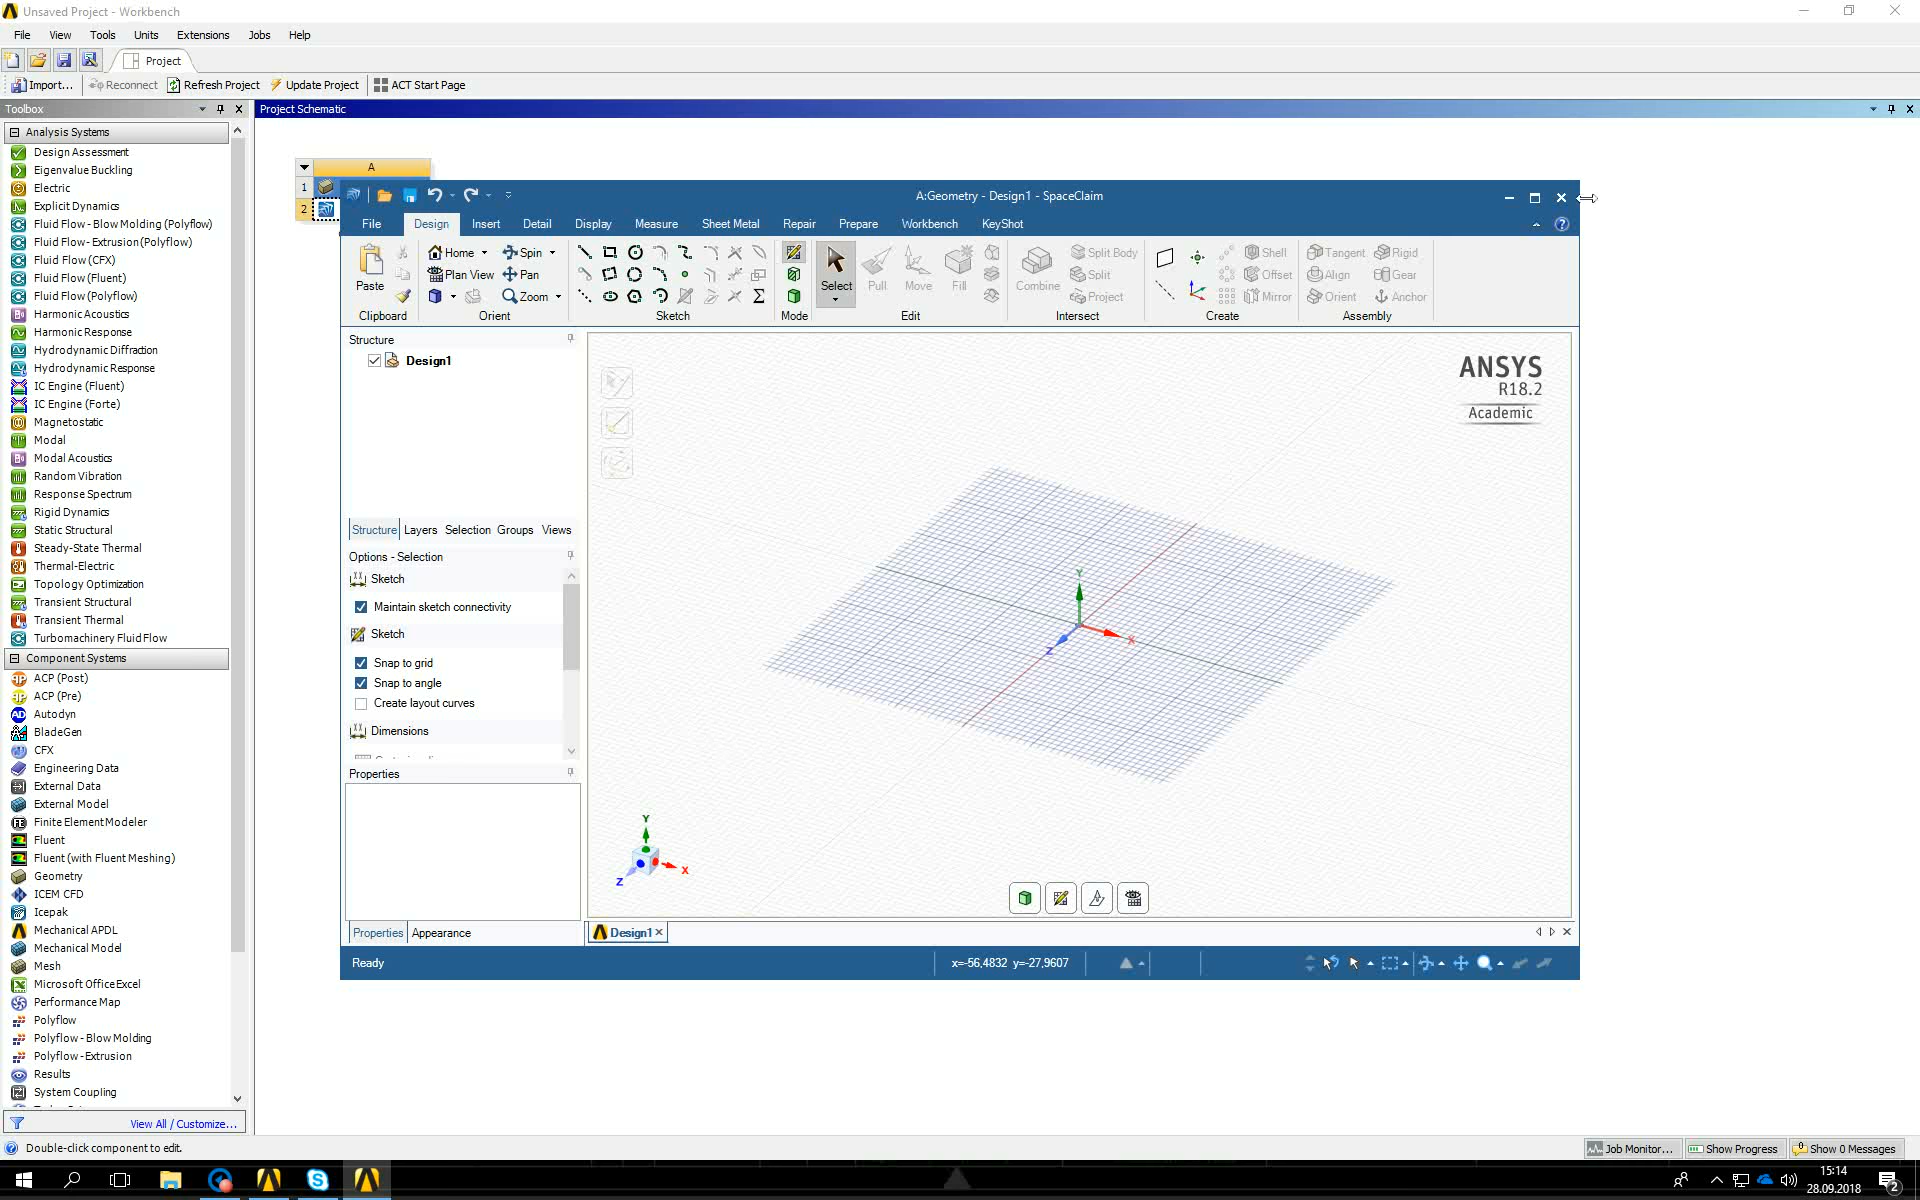 Unsaved Project - Workbench
File View Tools Units Extensions Jobs Help
Project
Import... Reconnect Refresh Project Update Project ACT Start Page
Toolbox
Project Schematic
Analysis Systems
Design Assessment
Eigenvalue Buckling
Electric
Explicit Dynamics
Fluid Flow - Blow Molding (Polyflow)
Fluid Flow - Extrusion (Polyflow)
Fluid Flow (CFX)
Fluid Flow (Fluent)
Fluid Flow (Polyflow)
Harmonic Acoustics
Harmonic Response
Hydrodynamic Diffraction
Hydrodynamic Response
IC Engine (Fluent)
IC Engine (Forte)
Magnetostatic
Modal
Modal Acoustics
Random Vibration
Response Spectrum
Rigid Dynamics
Static Structural
Steady-State Thermal
Thermal-Electric
Topology Optimization
Transient Structural
Transient Thermal
Turbomachinery Fluid Flow
Component Systems
ACP (Post)
ACP (Pre)
Autodyn
BladeGen
CFX
Engineering Data
External Data
External Model
Finite Element Modeler
Fluent
Fluent (with Fluent Meshing)
Geometry
ICEM CFD
Icepak
Mechanical APDL
Mechanical Model
Mesh
Microsoft Office Excel
Performance Map
Polyflow
Polyflow - Blow Molding
Polyflow - Extrusion
Results
System Coupling
View All / Customize...
A
1
2
A:Geometry - Design1 - SpaceClaim
File Design Insert Detail Display Measure Sheet Metal Repair Prepare Workbench KeyShot
Paste
Clipboard
Home Spin
Plan View Pan
Zoom
Orient
Sketch
Mode
Select Pull Move Fill
Edit
Combine Split Body
Split
Project
Intersect
Shell
Offset
Mirror
Create
Tangent Rigid
Align Gear
Orient Anchor
Assembly
Structure
Design1
Structure Layers Selection Groups Views
Options - Selection
Sketch
Maintain sketch connectivity
Sketch
Snap to grid
Snap to angle
Create layout curves
Dimensions
Properties
Properties Appearance
ANSYS
R18.2
Academic
Y
X
Z
Y
X
Z
Design1
Ready
x=-56,4832 y=-27,9607
Double-click component to edit.
Job Monitor... Show Progress Show 0 Messages
15:14
28.09.2018
2